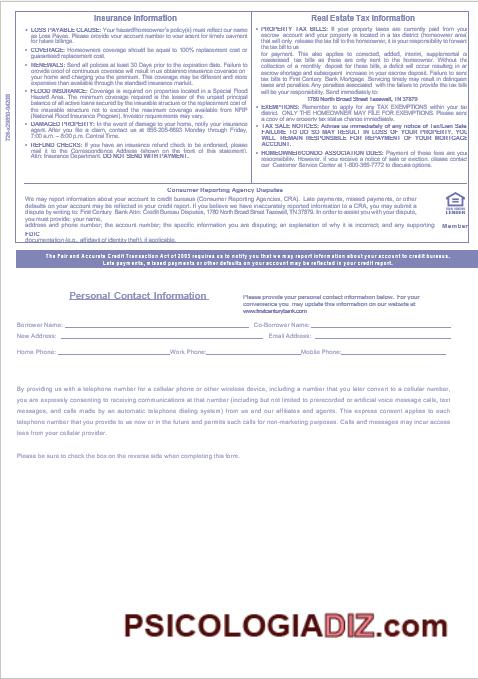 Insurance Information
• LOSS PAYABLE CLAUSE: Your hazard/homeowner's policy(s) must reflect our name
as Loss Payee. Please provide your account number to your agent for timely payment
for future billings.
• COVERAGE: Homeowners coverage should be equal to 100% replacement cost or
guaranteed replacement cost.
• RENEWALS: Send all policies at least 30 Days prior to the expiration date. Failure to
provide proof of continuous coverage will result in us obtaining insurance coverage on
your home and charging you the premium. This coverage may be different and more
expensive than available through the standard insurance market.
• FLOOD INSURANCE: Coverage is required on properties located in a Special Flood
Hazard Area. The minimum coverage required is the lesser of the unpaid principal
balance of all active loans secured by the insurable structure or the replacement cost of
the insurable structure not to exceed the maximum coverage available from NFIP
(National Flood Insurance Program). Investor requirements may vary.
• DAMAGED PROPERTY: In the event of damage to your home, notify your insurance
agent. After you file a claim, contact us at 855-205-8693 Monday through Friday,
7:00 a.m. – 8:00 p.m. Central Time.
• REFUND CHECKS: If you have an insurance refund check to be endorsed, please
mail it to the Correspondence Address (shown on the front of this statement),
Attn: Insurance Department. DO NOT SEND WITH PAYMENT.
Real Estate Tax Information
• PROPERTY TAX BILLS: If your property taxes are currently paid from your
escrow account and your property is located in a tax district (homeowner area)
that will only release the tax bill to the homeowner, it is your responsibility to forward
the tax bill to us
for payment. This also applies to corrected, added, interim, supplemental or
reassessed tax bills as those are only sent to the homeowner. Without the
collection of a monthly deposit for these bills, a deficit will occur resulting in an
escrow shortage and subsequent increase in your escrow deposit. Failure to send
tax bills to First Century Bank Mortgage Servicing timely may result in delinquent
taxes and penalties. Any penalties associated with the failure to provide the tax bill
will be your responsibility. Send immediately to:
1780 North Broad Street Tazewell, TN 37879
• EXEMPTIONS: Remember to apply for any TAX EXEMPTIONS within your tax
district. ONLY THE HOMEOWNER MAY FILE FOR EXEMPTIONS. Please send
a copy of any property tax status change immediately.
• TAX SALE NOTICES: Advise us immediately of any notice of Tax/Lien Sale.
FAILURE TO DO SO MAY RESULT IN LOSS OF YOUR PROPERTY. YOU
WILL REMAIN RESPONSIBLE FOR REPAYMENT OF YOUR MORTGAGE
ACCOUNT.
• HOMEOWNER/CONDO ASSOCIATION DUES: Payment of these fees are your
responsibility. However, if you receive a notice of sale or eviction, please contact
our Customer Service Center at 1-800-365-7772 to discuss options.
Consumer Reporting Agency Disputes
We may report information about your account to credit bureaus (Consumer Reporting Agencies, CRA). Late payments, missed payments, or other
defaults on your account may be reflected in your credit report. If you believe we have inaccurately reported information to a CRA, you may submit a
dispute by writing to: First Century Bank Attn: Credit Bureau Disputes, 1780 North Broad Street Tazewell, TN 37879. In order to assist you with your dispute,
you must provide: your name,
address and phone number; the account number; the specific information you are disputing; an explanation of why it is incorrect; and any supporting
documentation (e.g., affidavit of identity theft), if applicable.
LENDER
Member
FDIC
The Fair and Accurate Credit Transaction Act of 2003 requires us to notify you that we may report information about your account to credit bureaus.
Late payments, missed payments or other defaults on your account may be reflected in your credit report.
Personal Contact Information
Please provide your personal contact information below. For your
convenience you may update this information on our website at
www.firstcenturybank.com
Borrower Name: Co-Borrower Name:
New Address: Email Address:
Home Phone: Work Phone: Mobile Phone:
By providing us with a telephone number for a cellular phone or other wireless device, including a number that you later convert to a cellular number,
you are expressly consenting to receiving communications at that number (including but not limited to prerecorded or artificial voice message calls, text
messages, and calls made by an automatic telephone dialing system) from us and our affiliates and agents. This express consent applies to each
telephone number that you provide to us now or in the future and permits such calls for non-marketing purposes. Calls and messages may incur access
fees from your cellular provider.
Please be sure to check the box on the reverse side when completing this form.
PSICOLOGIADIZ.com